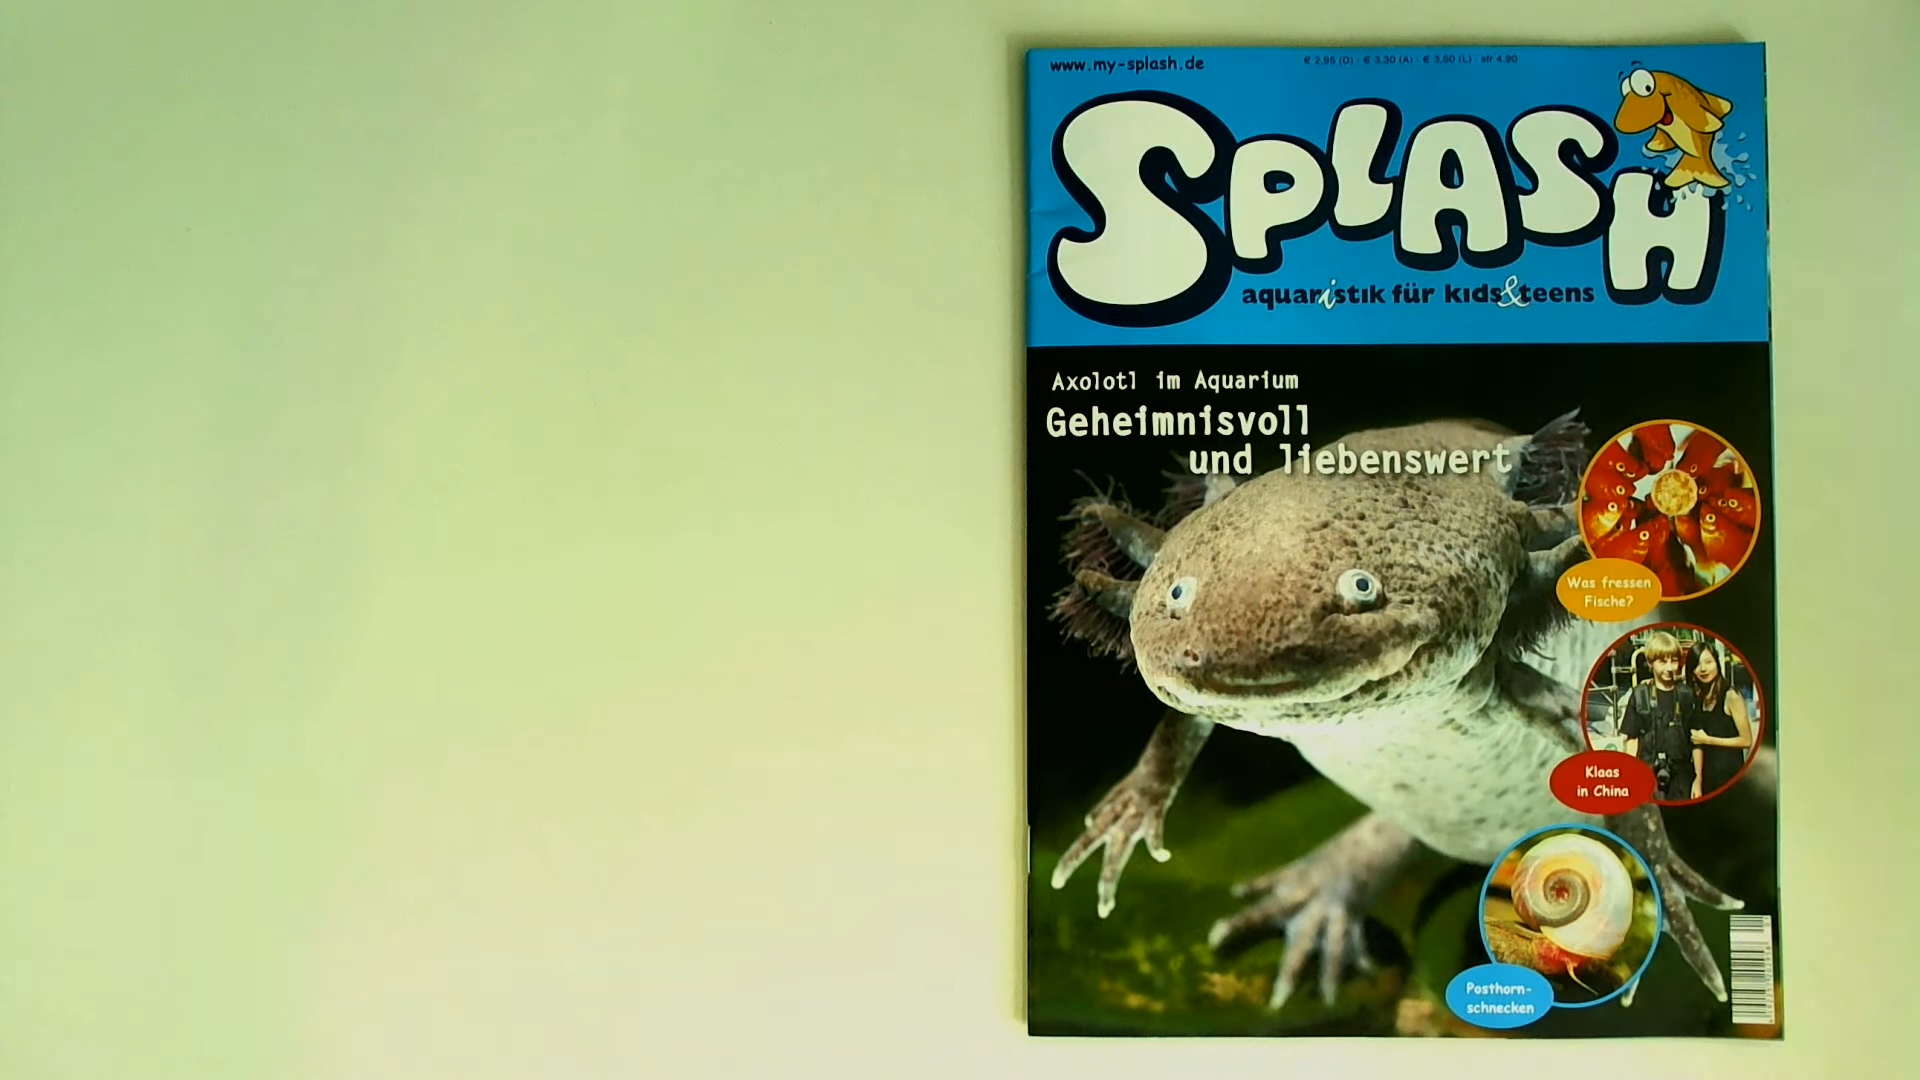 www.my-splash.de
€ 2,95 (D) · € 3,30 (A) · € 3,50 (L) · sfr 4,90
SPLASH
aquaristik für kids&teens
Axolotl im Aquarium
Geheimnisvoll
und liebenswert
Was fressen
Fische?
Klaas
in China
Posthorn-
schnecken